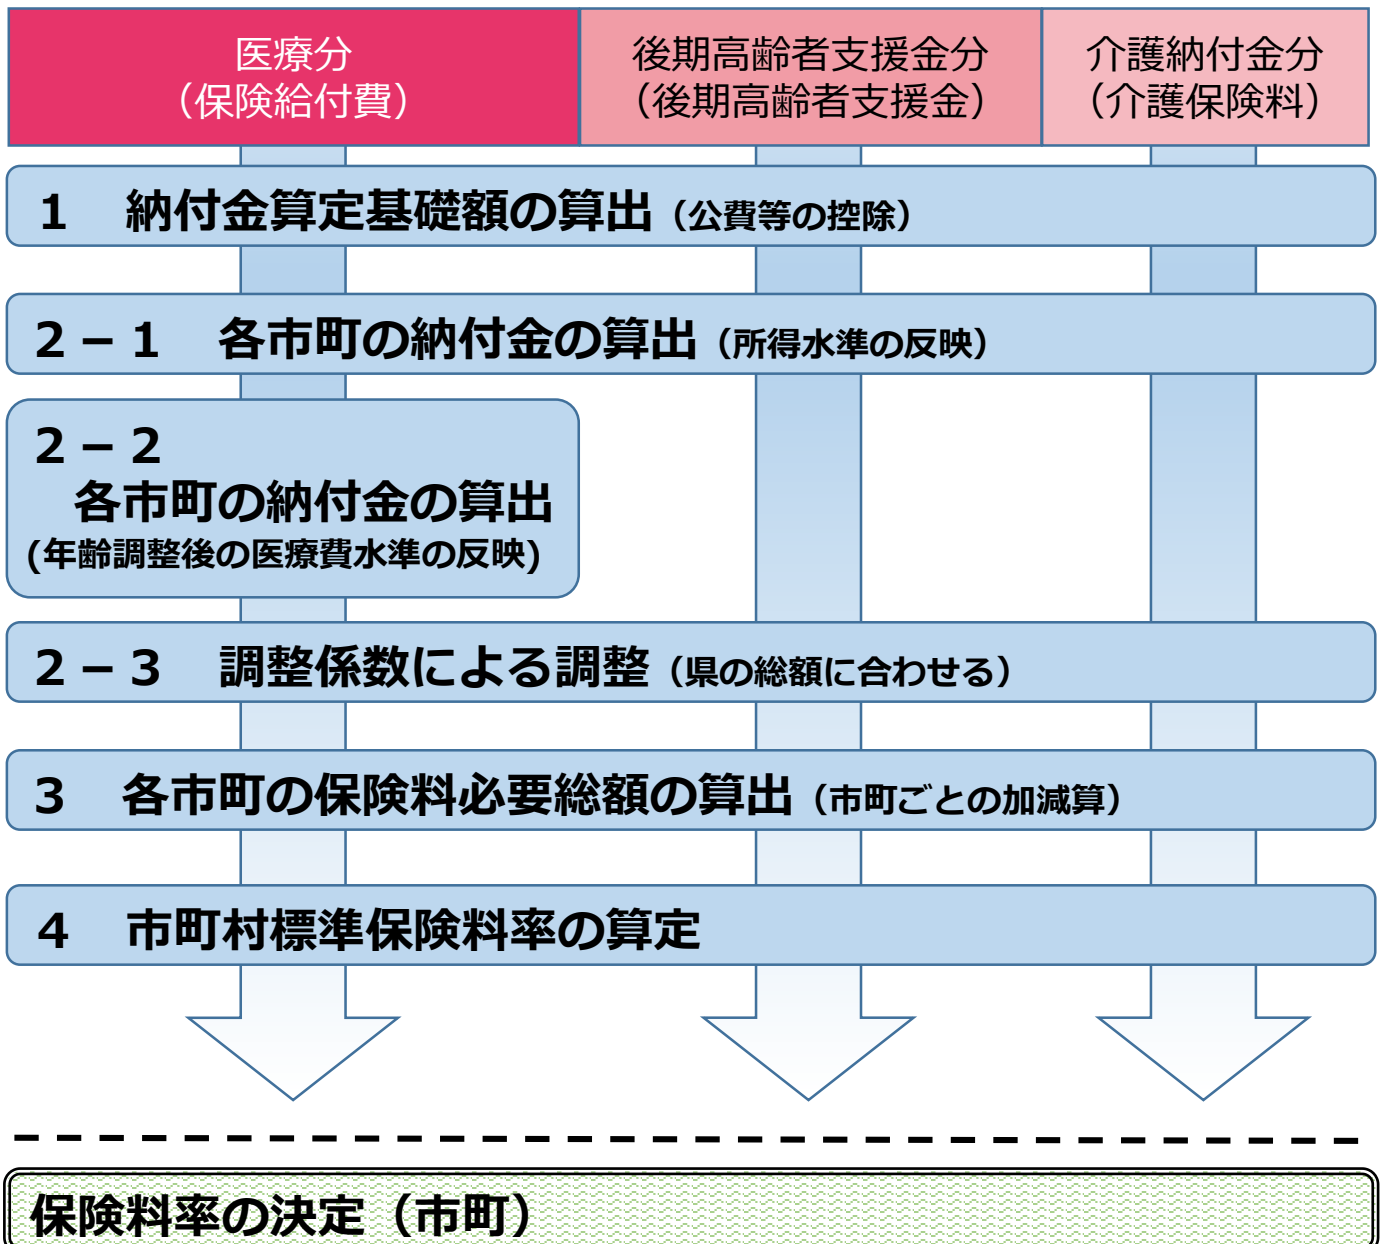 医療分
（保険給付費）
後期高齢者支援金分
（後期高齢者支援金）
介護納付金分
（介護保険料）
１　納付金算定基礎額の算出（公費等の控除）
２－１　各市町の納付金の算出（所得水準の反映）
２－２
各市町の納付金の算出
(年齢調整後の医療費水準の反映)
２－３　調整係数による調整（県の総額に合わせる）
３　各市町の保険料必要総額の算出（市町ごとの加減算）
４　市町村標準保険料率の算定
保険料率の決定（市町）